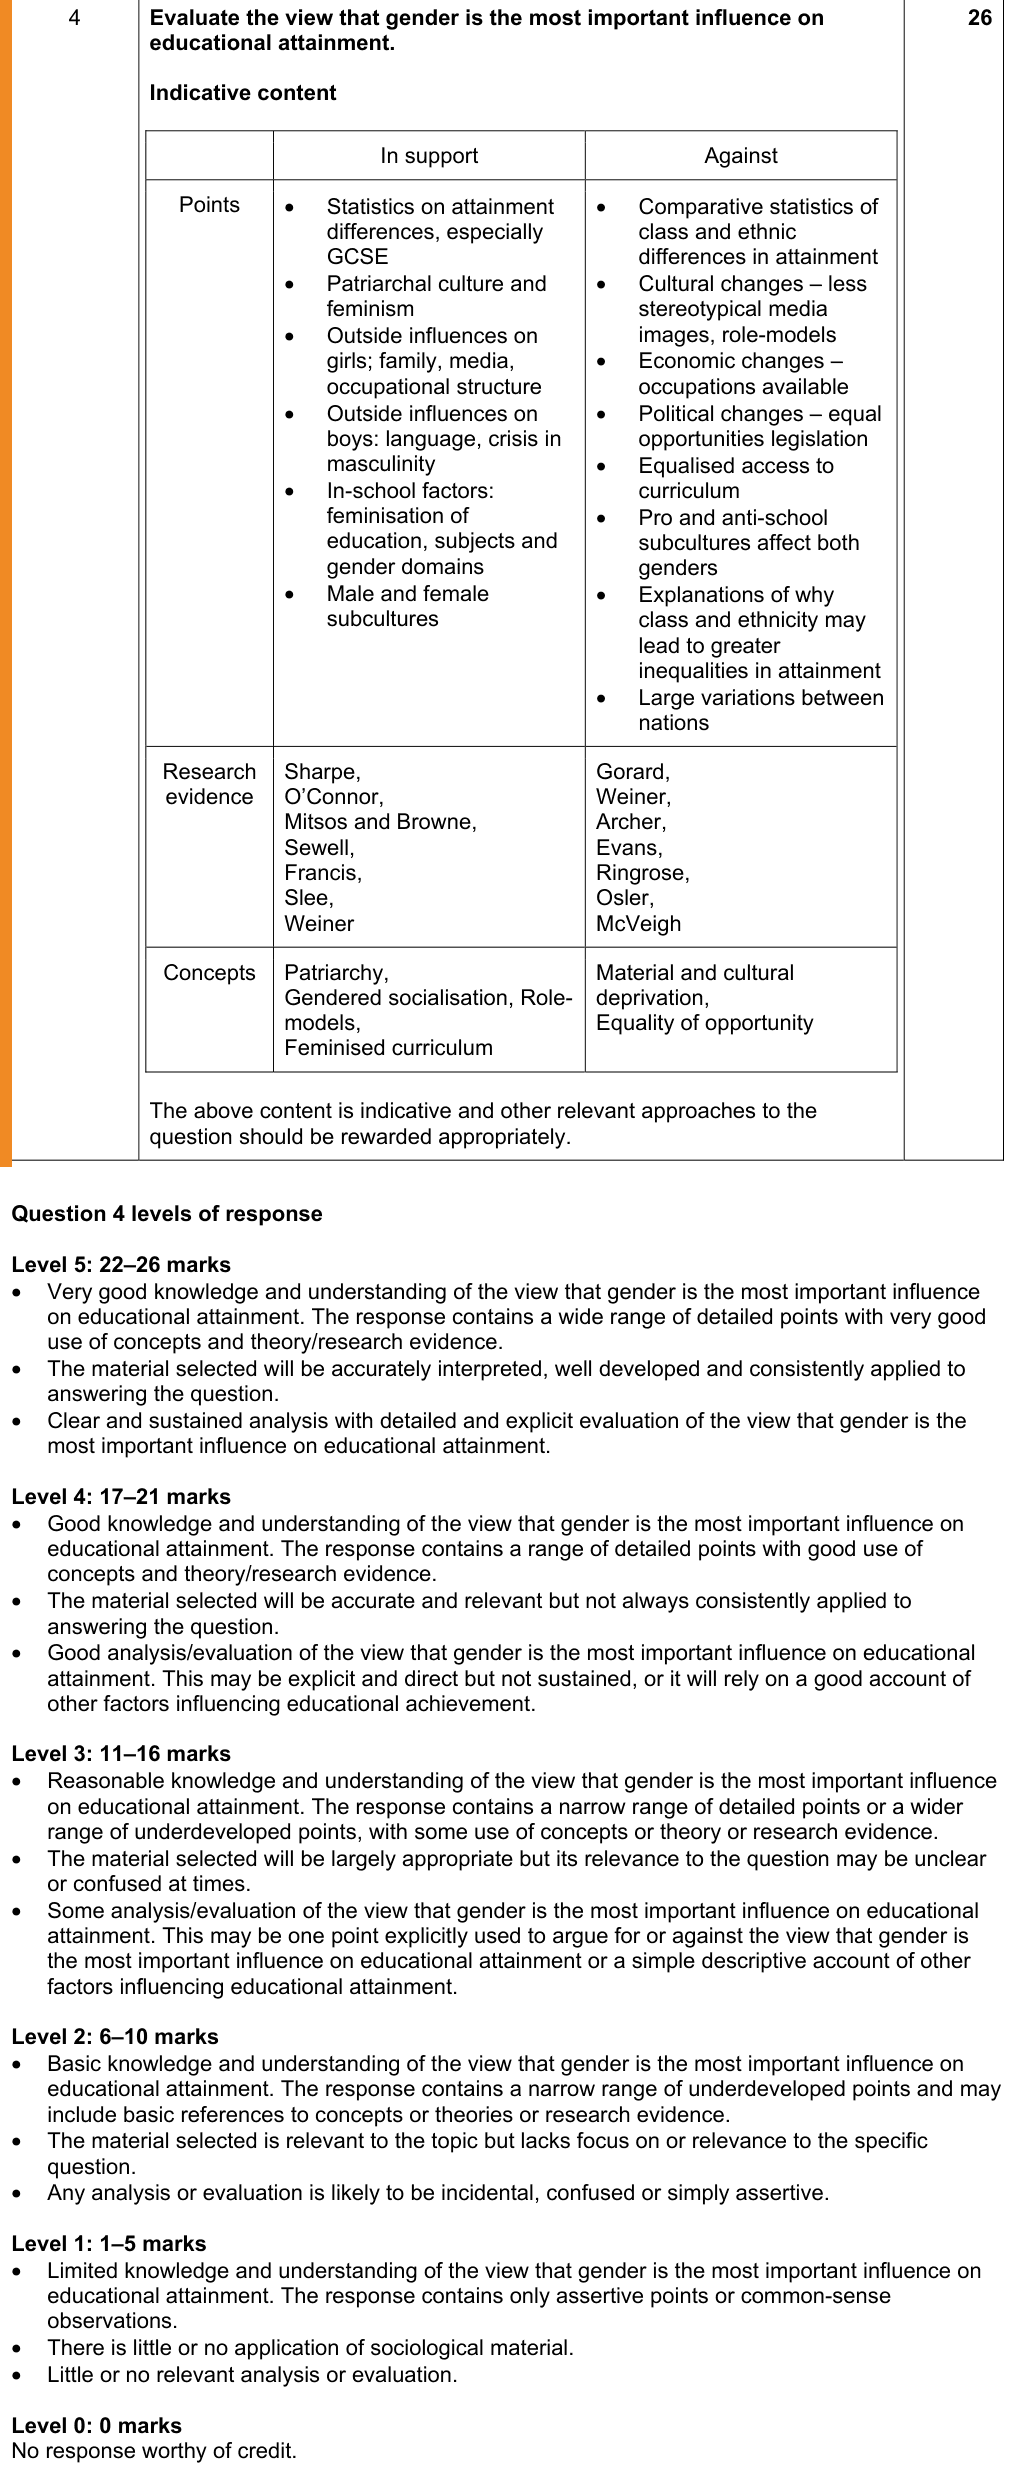 4
Evaluate the view that gender is the most important influence on
educational attainment.
26
Indicative content
In support
Against
Points
• Statistics on attainment
differences, especially
GCSE
• Patriarchal culture and
feminism
• Outside influences on
girls; family, media,
occupational structure
• Outside influences on
boys: language, crisis in
masculinity
• In-school factors:
feminisation of
education, subjects and
gender domains
• Male and female
subcultures
• Comparative statistics of
class and ethnic
differences in attainment
• Cultural changes – less
stereotypical media
images, role-models
• Economic changes –
occupations available
• Political changes – equal
opportunities legislation
• Equalised access to
curriculum
• Pro and anti-school
subcultures affect both
genders
• Explanations of why
class and ethnicity may
lead to greater
inequalities in attainment
• Large variations between
nations
Research
evidence
Sharpe,
O’Connor,
Mitsos and Browne,
Sewell,
Francis,
Slee,
Weiner
Gorard,
Weiner,
Archer,
Evans,
Ringrose,
Osler,
McVeigh
Concepts
Patriarchy,
Gendered socialisation, Role-
models,
Feminised curriculum
Material and cultural
deprivation,
Equality of opportunity
The above content is indicative and other relevant approaches to the
question should be rewarded appropriately.
Question 4 levels of response
Level 5: 22–26 marks
• Very good knowledge and understanding of the view that gender is the most important influence
on educational attainment. The response contains a wide range of detailed points with very good
use of concepts and theory/research evidence.
• The material selected will be accurately interpreted, well developed and consistently applied to
answering the question.
• Clear and sustained analysis with detailed and explicit evaluation of the view that gender is the
most important influence on educational attainment.
Level 4: 17–21 marks
• Good knowledge and understanding of the view that gender is the most important influence on
educational attainment. The response contains a range of detailed points with good use of
concepts and theory/research evidence.
• The material selected will be accurate and relevant but not always consistently applied to
answering the question.
• Good analysis/evaluation of the view that gender is the most important influence on educational
attainment. This may be explicit and direct but not sustained, or it will rely on a good account of
other factors influencing educational achievement.
Level 3: 11–16 marks
• Reasonable knowledge and understanding of the view that gender is the most important influence
on educational attainment. The response contains a narrow range of detailed points or a wider
range of underdeveloped points, with some use of concepts or theory or research evidence.
• The material selected will be largely appropriate but its relevance to the question may be unclear
or confused at times.
• Some analysis/evaluation of the view that gender is the most important influence on educational
attainment. This may be one point explicitly used to argue for or against the view that gender is
the most important influence on educational attainment or a simple descriptive account of other
factors influencing educational attainment.
Level 2: 6–10 marks
• Basic knowledge and understanding of the view that gender is the most important influence on
educational attainment. The response contains a narrow range of underdeveloped points and may
include basic references to concepts or theories or research evidence.
• The material selected is relevant to the topic but lacks focus on or relevance to the specific
question.
• Any analysis or evaluation is likely to be incidental, confused or simply assertive.
Level 1: 1–5 marks
• Limited knowledge and understanding of the view that gender is the most important influence on
educational attainment. The response contains only assertive points or common-sense
observations.
• There is little or no application of sociological material.
• Little or no relevant analysis or evaluation.
Level 0: 0 marks
No response worthy of credit.